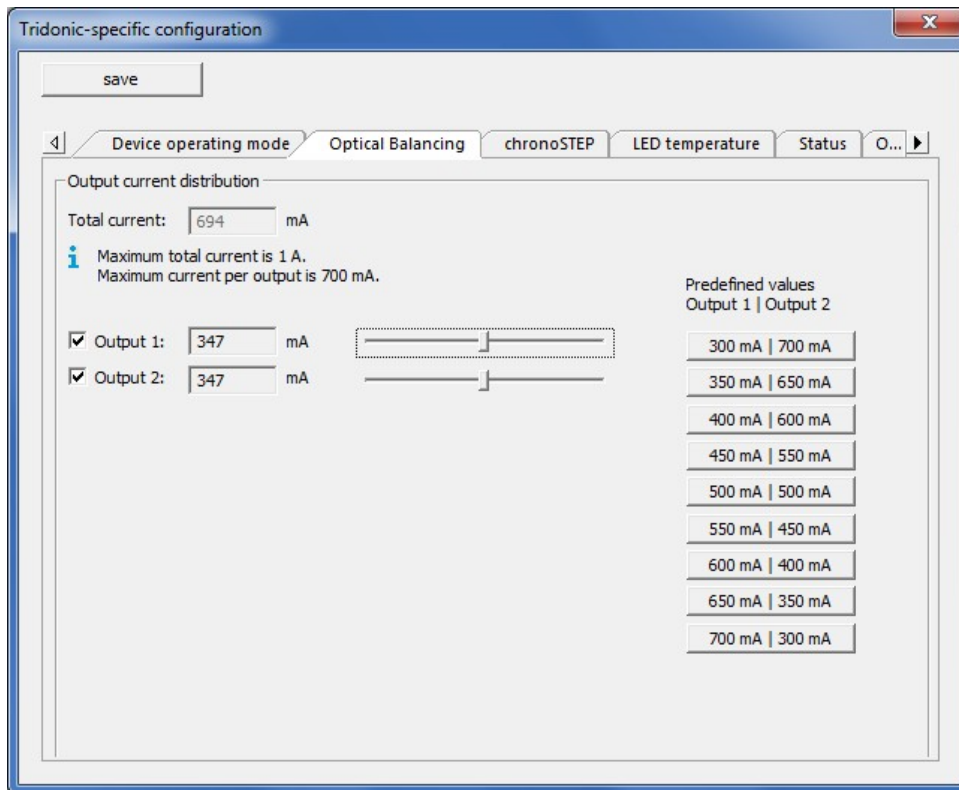 Tridonic-specific configuration
save
Device operating mode
Optical Balancing
chronoSTEP
LED temperature
Status
O...
Output current distribution
Total current: 694 mA
i Maximum total current is 1 A.
Maximum current per output is 700 mA.
Predefined values
Output 1 | Output 2
Output 1: 347 mA
Output 2: 347 mA
300 mA | 700 mA
350 mA | 650 mA
400 mA | 600 mA
450 mA | 550 mA
500 mA | 500 mA
550 mA | 450 mA
600 mA | 400 mA
650 mA | 350 mA
700 mA | 300 mA